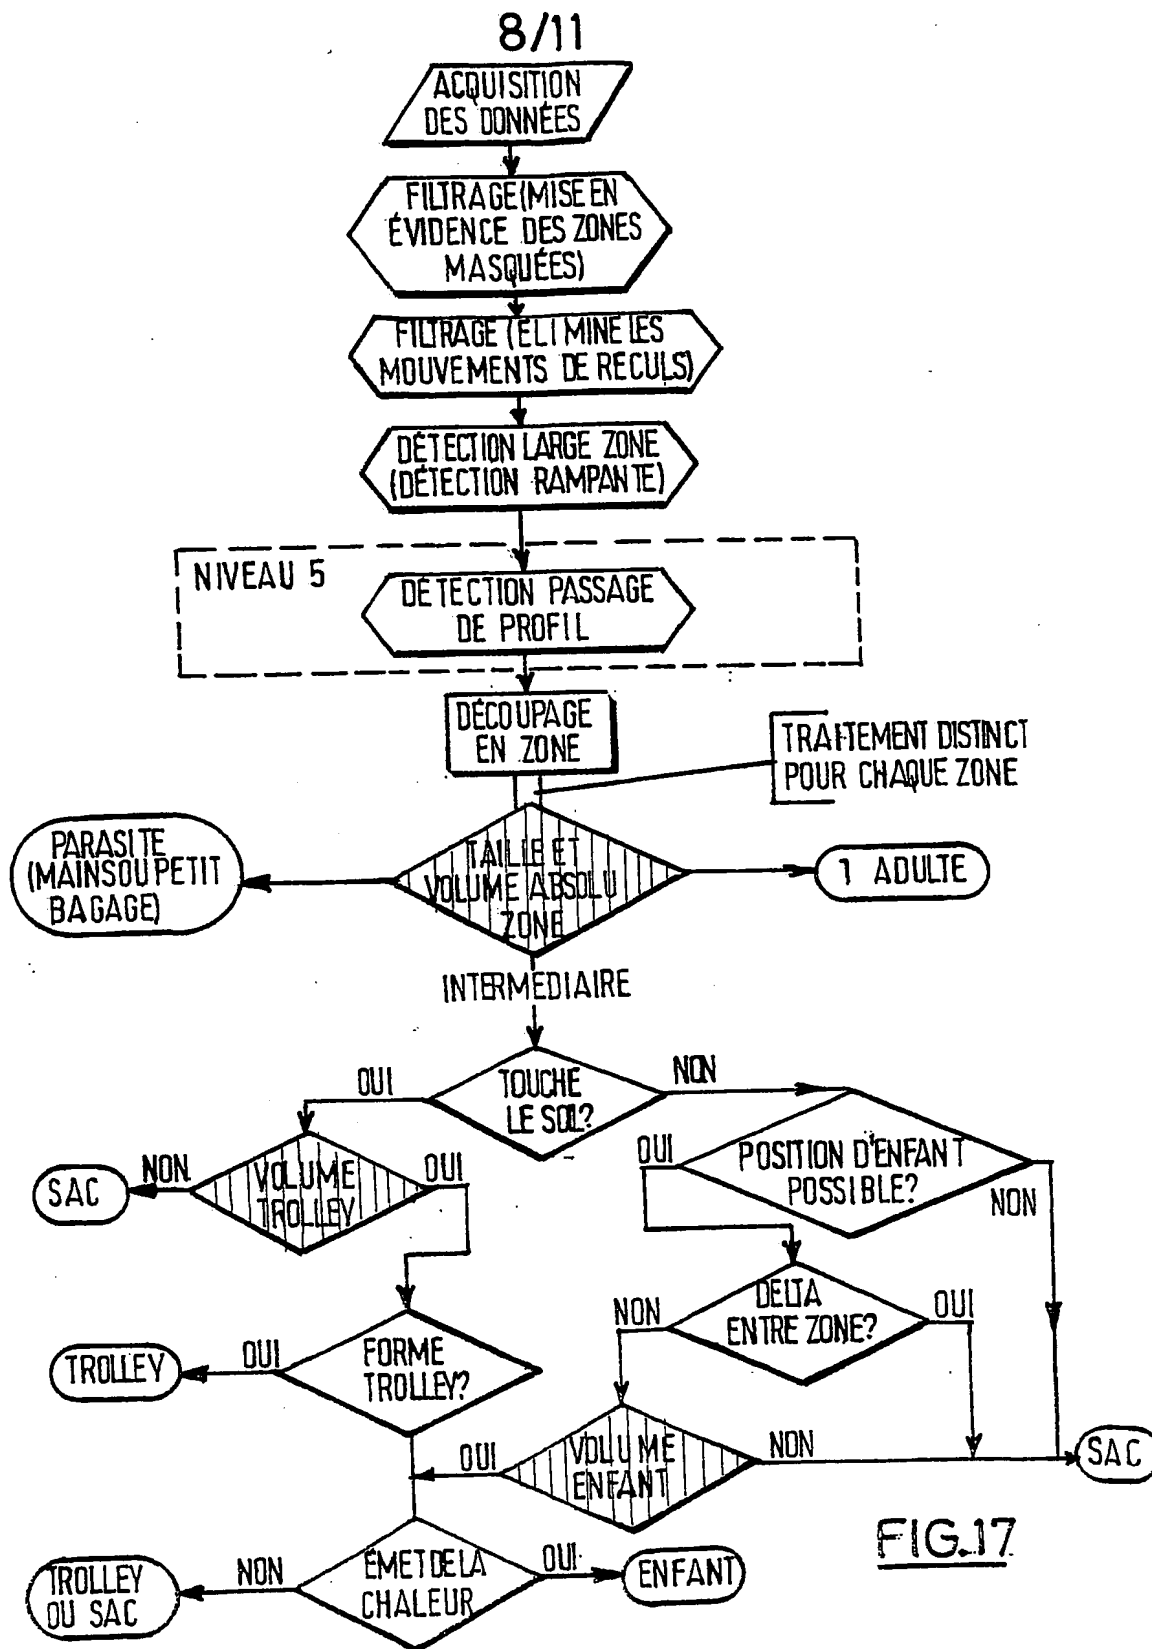 8/11
ACQUISITION
DES DONNÉES
FILTRAGE(MISE EN
ÉVIDENCE DES ZONES
MASQUÉES)
FILTRAGE (ÉLIMINE LES
MOUVEMENTS DE RECULS)
DÉTECTION LARGE ZONE
(DÉTECTION RAMPANTE)
NIVEAU 5
DÉTECTION PASSAGE
DE PROFIL
DÉCOUPAGE
EN ZONE
TRAITEMENT DISTINCT
POUR CHAQUE ZONE
PARASITE
(MAINS OU PETIT
BAGAGE)
TAILLE ET
VOLUME ABSOLU
ZONE
1 ADULTE
INTERMEDIAIRE
OUI
TOUCHE
LE SOL?
NON
SAC
NON
VOLUME
TROLLEY
OUI
OUI
POSITION D'ENFANT
POSSIBLE?
NON
NON
DELTA
ENTRE ZONE?
OUI
TROLLEY
OUI
FORME
TROLLEY?
OUI
VOLUME
ENFANT
NON
SAC
TROLLEY
OU SAC
NON
ÉMET DE LA
CHALEUR
OUI
ENFANT
FIG.17